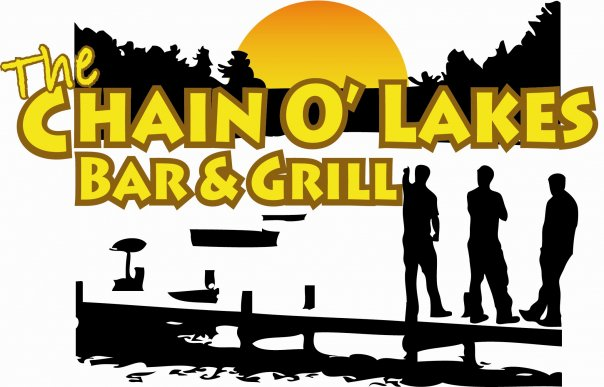 The
CHAIN O' LAKES
BAR & GRILL